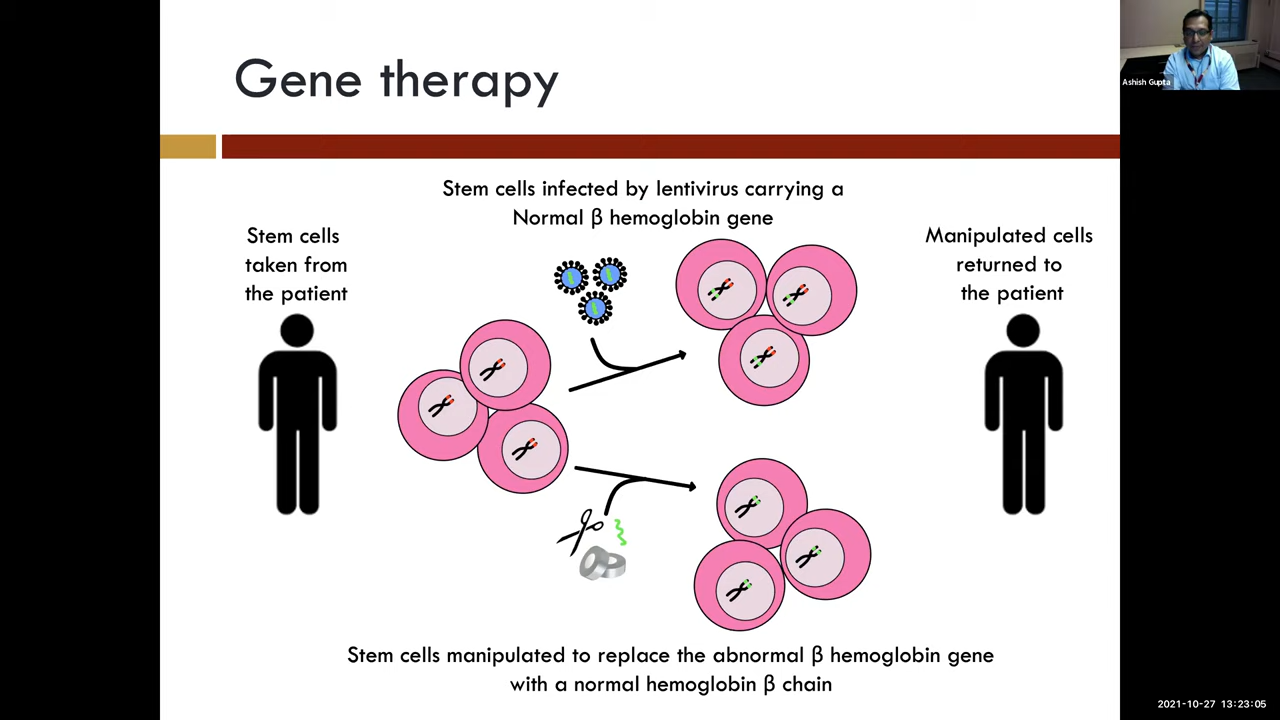 Gene therapy
Ashish Gupta
Stem cells infected by lentivirus carrying a
Normal β hemoglobin gene
Stem cells
taken from
the patient
Manipulated cells
returned to
the patient
Stem cells manipulated to replace the abnormal β hemoglobin gene
with a normal hemoglobin β chain
2021-10-27 13:23:05